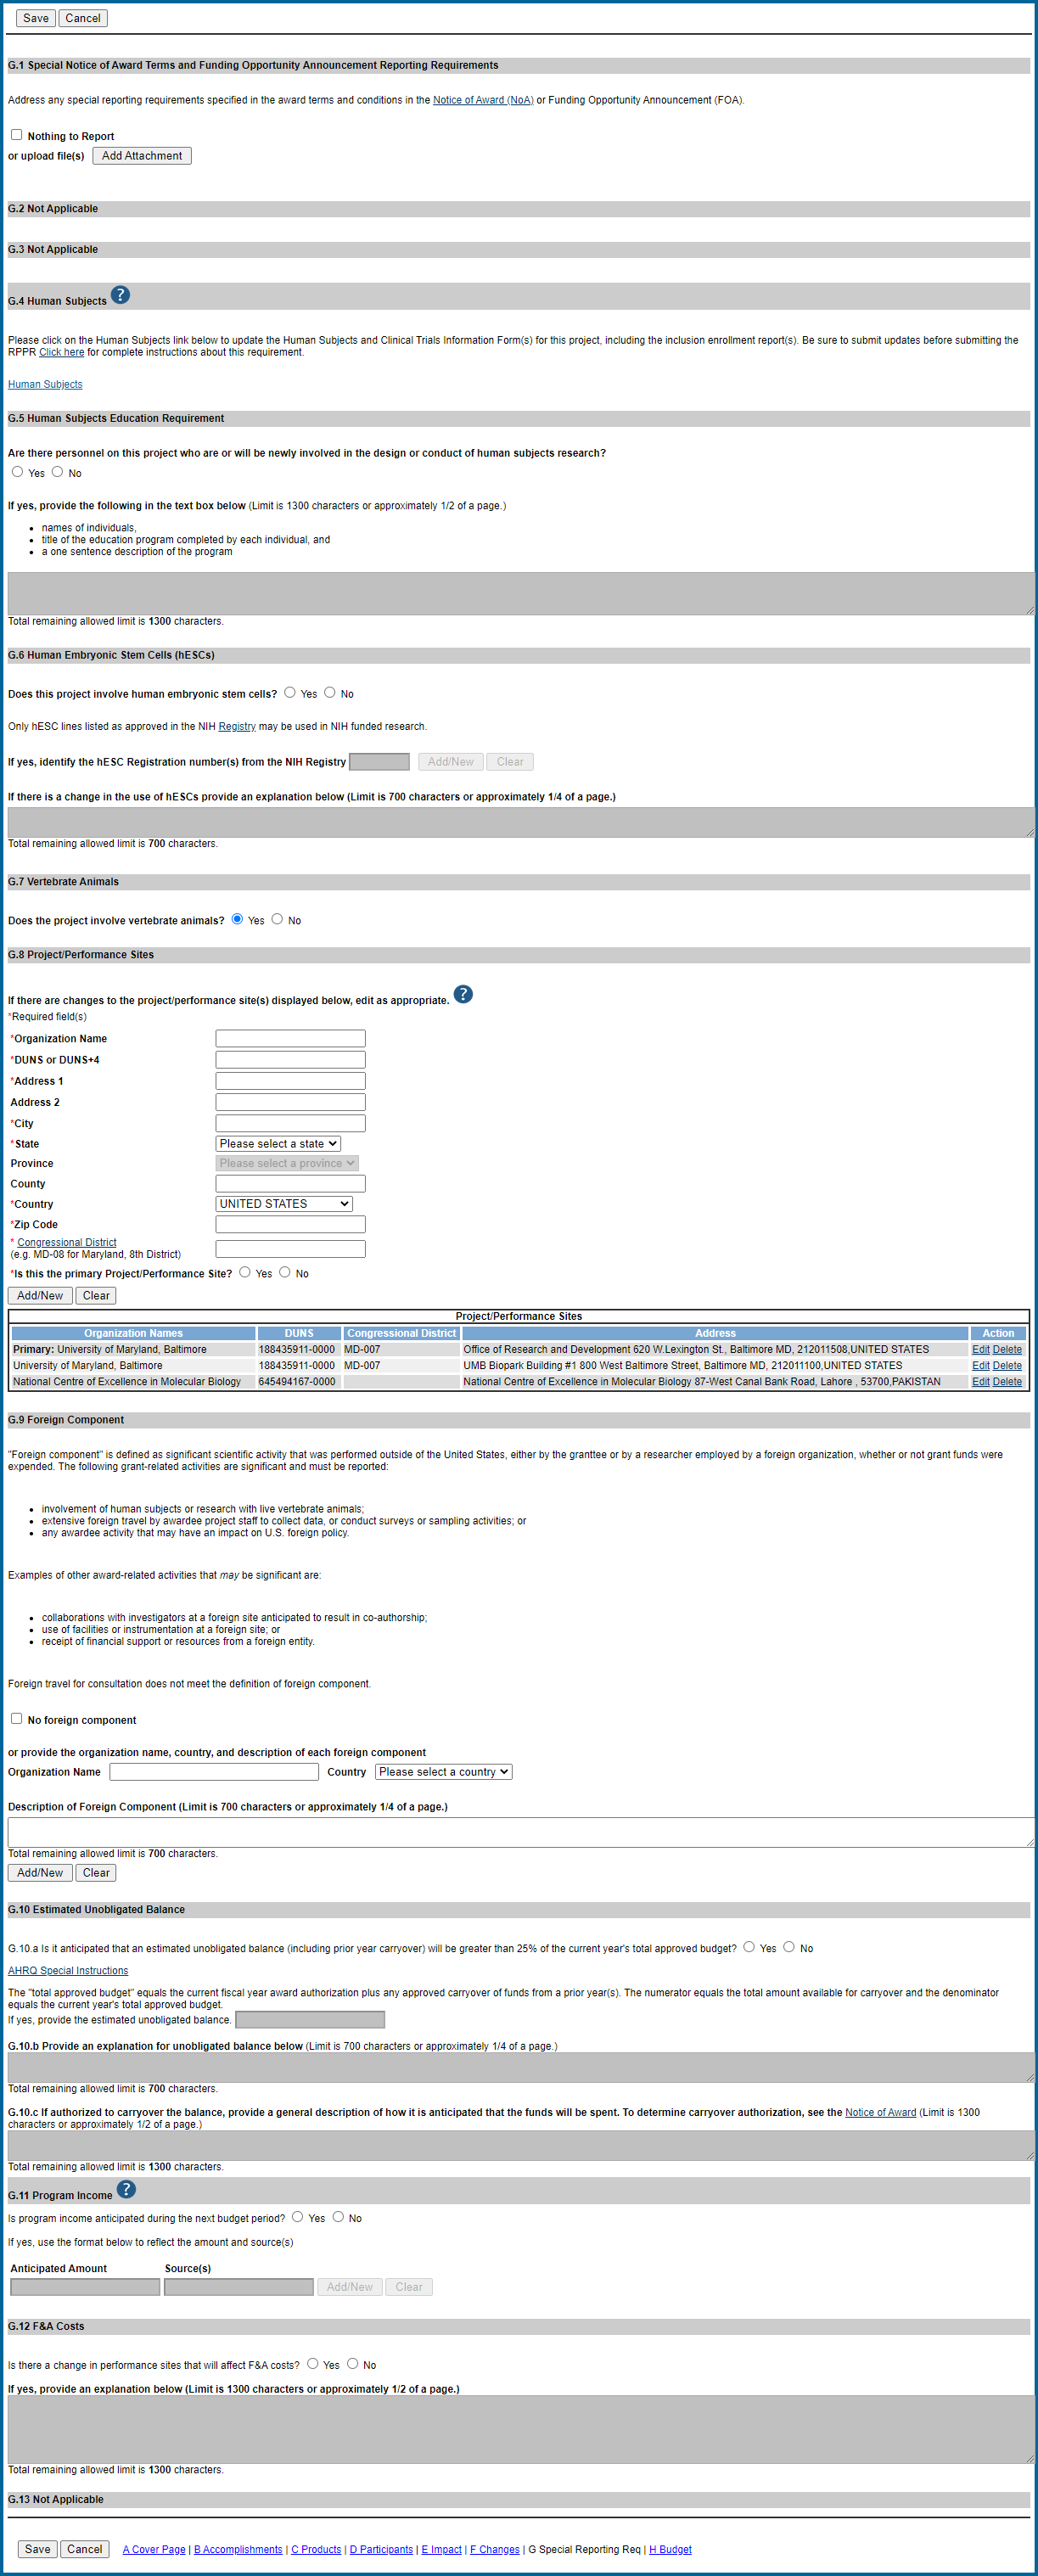 Save Cancel
G.1 Special Notice of Award Terms and Funding Opportunity Announcement Reporting Requirements
Address any special reporting requirements specified in the award terms and conditions in the Notice of Award (NoA) or Funding Opportunity Announcement (FOA).
Nothing to Report
or upload file(s) Add Attachment
G.2 Not Applicable
G.3 Not Applicable
G.4 Human Subjects ?
Please click on the Human Subjects link below to update the Human Subjects and Clinical Trials Information Form(s) for this project, including the inclusion enrollment report(s). Be sure to submit updates before submitting the
RPPR Click here for complete instructions about this requirement.
Human Subjects
G.5 Human Subjects Education Requirement
Are there personnel on this project who are or will be newly involved in the design or conduct of human subjects research?
Yes No
If yes, provide the following in the text box below (Limit is 1300 characters or approximately 1/2 of a page.)
• names of individuals,
• title of the education program completed by each individual, and
• a one sentence description of the program
Total remaining allowed limit is 1300 characters.
G.6 Human Embryonic Stem Cells (hESCs)
Does this project involve human embryonic stem cells? Yes No
Only hESC lines listed as approved in the NIH Registry may be used in NIH funded research.
If yes, identify the hESC Registration number(s) from the NIH Registry Add/New Clear
If there is a change in the use of hESCs provide an explanation below (Limit is 700 characters or approximately 1/4 of a page.)
Total remaining allowed limit is 700 characters.
G.7 Vertebrate Animals
Does the project involve vertebrate animals? Yes No
G.8 Project/Performance Sites
If there are changes to the project/performance site(s) displayed below, edit as appropriate. ?
*Required field(s)
*Organization Name
*DUNS or DUNS+4
*Address 1
Address 2
*City
*State Please select a state
Province Please select a province
County
*Country UNITED STATES
*Zip Code
* Congressional District
(e.g. MD-08 for Maryland, 8th District)
*Is this the primary Project/Performance Site? Yes No
Add/New Clear
Project/Performance Sites
Organization Names DUNS Congressional District Address Action
Primary: University of Maryland, Baltimore 188435911-0000 MD-007 Office of Research and Development 620 W.Lexington St., Baltimore MD, 212011508,UNITED STATES Edit Delete
University of Maryland, Baltimore 188435911-0000 MD-007 UMB Biopark Building #1 800 West Baltimore Street, Baltimore MD, 212011100,UNITED STATES Edit Delete
National Centre of Excellence in Molecular Biology 645494167-0000 National Centre of Excellence in Molecular Biology 87-West Canal Bank Road, Lahore , 53700,PAKISTAN Edit Delete
G.9 Foreign Component
"Foreign component" is defined as significant scientific activity that was performed outside of the United States, either by the granttee or by a researcher employed by a foreign organization, whether or not grant funds were
expended. The following grant-related activities are significant and must be reported:
• involvement of human subjects or research with live vertebrate animals;
• extensive foreign travel by awardee project staff to collect data, or conduct surveys or sampling activities; or
• any awardee activity that may have an impact on U.S. foreign policy.
Examples of other award-related activities that may be significant are:
• collaborations with investigators at a foreign site anticipated to result in co-authorship;
• use of facilities or instrumentation at a foreign site; or
• receipt of financial support or resources from a foreign entity.
Foreign travel for consultation does not meet the definition of foreign component.
No foreign component
or provide the organization name, country, and description of each foreign component
Organization Name Country Please select a country
Description of Foreign Component (Limit is 700 characters or approximately 1/4 of a page.)
Total remaining allowed limit is 700 characters.
Add/New Clear
G.10 Estimated Unobligated Balance
G.10.a Is it anticipated that an estimated unobligated balance (including prior year carryover) will be greater than 25% of the current year's total approved budget? Yes No
AHRQ Special Instructions
The "total approved budget" equals the current fiscal year award authorization plus any approved carryover of funds from a prior year(s). The numerator equals the total amount available for carryover and the denominator
equals the current year's total approved budget.
If yes, provide the estimated unobligated balance.
G.10.b Provide an explanation for unobligated balance below (Limit is 700 characters or approximately 1/4 of a page.)
Total remaining allowed limit is 700 characters.
G.10.c If authorized to carryover the balance, provide a general description of how it is anticipated that the funds will be spent. To determine carryover authorization, see the Notice of Award (Limit is 1300
characters or approximately 1/2 of a page.)
Total remaining allowed limit is 1300 characters.
G.11 Program Income ?
Is program income anticipated during the next budget period? Yes No
If yes, use the format below to reflect the amount and source(s)
Anticipated Amount Source(s)
Add/New Clear
G.12 F&A Costs
Is there a change in performance sites that will affect F&A costs? Yes No
If yes, provide an explanation below (Limit is 1300 characters or approximately 1/2 of a page.)
Total remaining allowed limit is 1300 characters.
G.13 Not Applicable
Save Cancel A Cover Page | B Accomplishments | C Products | D Participants | E Impact | F Changes | G Special Reporting Req | H Budget